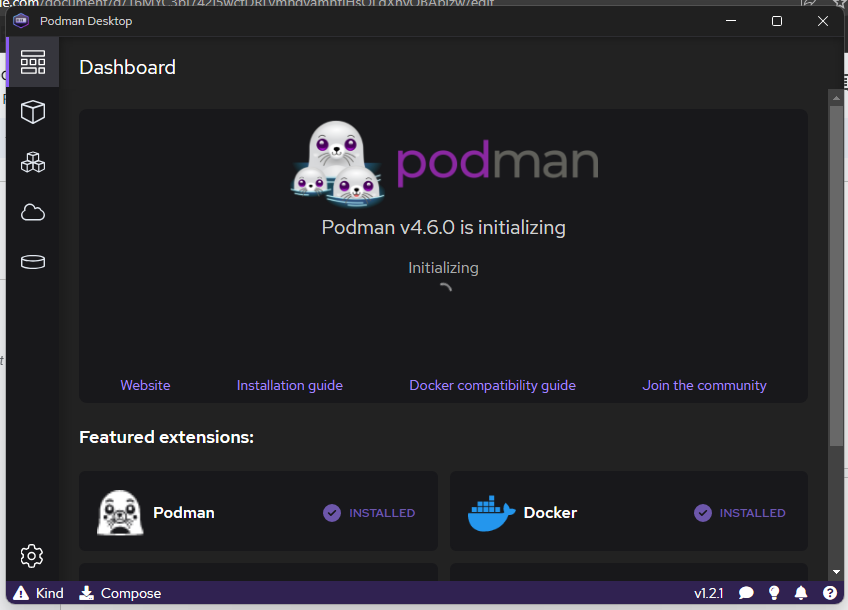 Podman Desktop
Dashboard
podman
Podman v4.6.0 is initializing
Initializing
Website Installation guide Docker compatibility guide Join the community
Featured extensions:
Podman INSTALLED Docker INSTALLED
Kind Compose v1.2.1